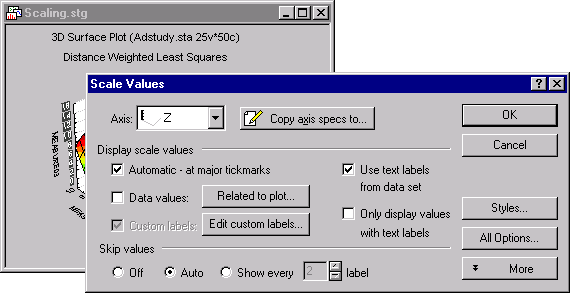 Scaling.stg
3D Surface Plot (Adstudy.sta 25v*50c)
Distance Weighted Least Squares
Scale Values
Axis: Z
Copy axis specs to...
OK
Cancel
Display scale values
Automatic - at major tickmarks
Use text labels
from data set
Data values:
Related to plot...
Custom labels:
Edit custom labels...
Only display values
with text labels
Styles...
All Options...
More
Skip values
Off
Auto
Show every 2 label